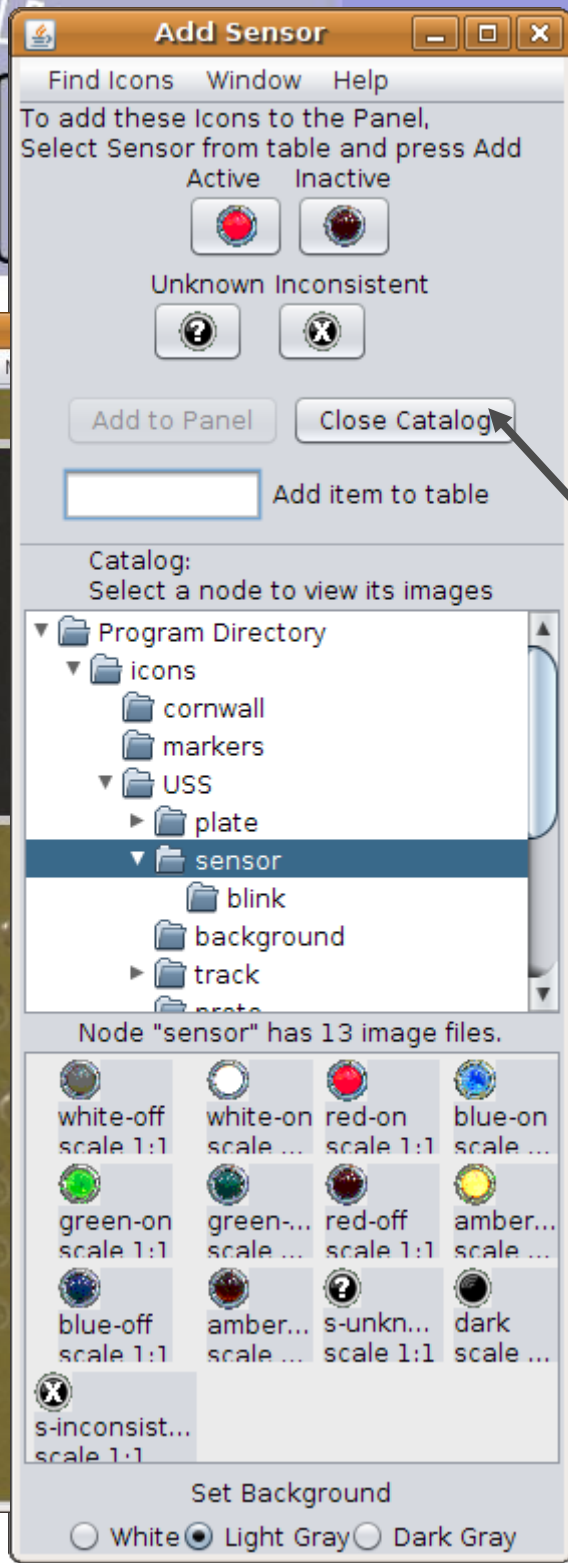 Add Sensor
Find Icons Window Help
To add these Icons to the Panel,
Select Sensor from table and press Add
Active Inactive
Unknown Inconsistent
Add to Panel Close Catalog
Add item to table
Catalog:
Select a node to view its images
Program Directory
icons
cornwall
markers
USS
plate
sensor
blink
background
track
Node "sensor" has 13 image files.
white-off white-on red-on blue-on
scale 1:1 scale ... scale 1:1 scale ...
green-on green-... red-off amber...
scale 1:1 scale ... scale 1:1 scale ...
blue-off amber... s-unkn... dark
scale 1:1 scale ... scale 1:1 scale ...
s-inconsist...
scale 1:1
Set Background
White Light Gray Dark Gray